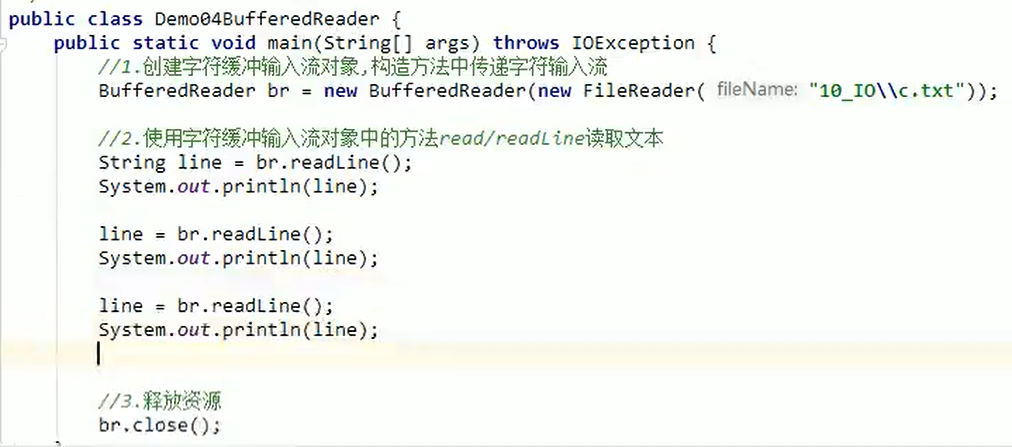 public class Demo04BufferedReader {
public static void main(String[] args) throws IOException {
//1.创建字符缓冲输入流对象,构造方法中传递字符输入流
BufferedReader br = new BufferedReader(new FileReader( fileName: "10_IO\\c.txt"));
//2.使用字符缓冲输入流对象中的方法read/readLine读取文本
String line = br.readLine();
System.out.println(line);
line = br.readLine();
System.out.println(line);
line = br.readLine();
System.out.println(line);
//3.释放资源
br.close();